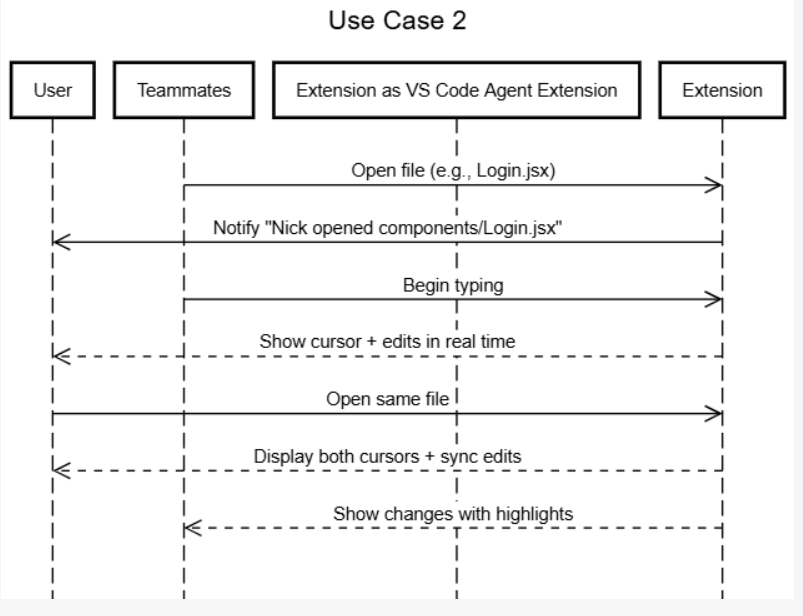 Use Case 2
User
Teammates
Extension as VS Code Agent Extension
Extension
Open file (e.g., Login.jsx)
Notify "Nick opened components/Login.jsx"
Begin typing
Show cursor + edits in real time
Open same file
Display both cursors + sync edits
Show changes with highlights